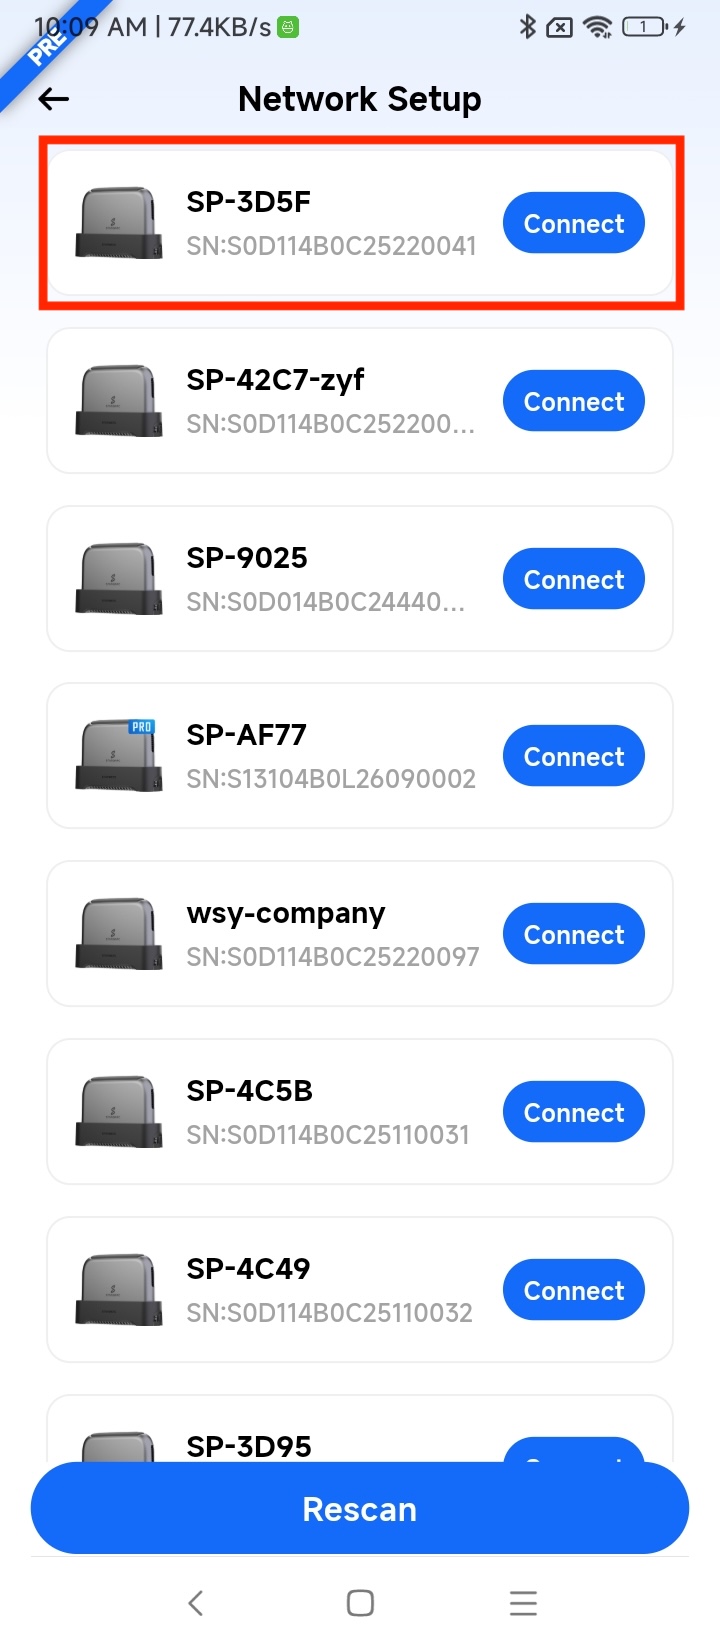 10:09 AM | 77.4KB/s
1
PRE
Network Setup
SP-3D5F
SN:S0D114B0C25220041
Connect
SP-42C7-zyf
SN:S0D114B0C252200...
Connect
SP-9025
SN:S0D014B0C24440...
Connect
PRO
SP-AF77
SN:S13104B0L26090002
Connect
wsy-company
SN:S0D114B0C25220097
Connect
SP-4C5B
SN:S0D114B0C25110031
Connect
SP-4C49
SN:S0D114B0C25110032
Connect
SP-3D95
Rescan